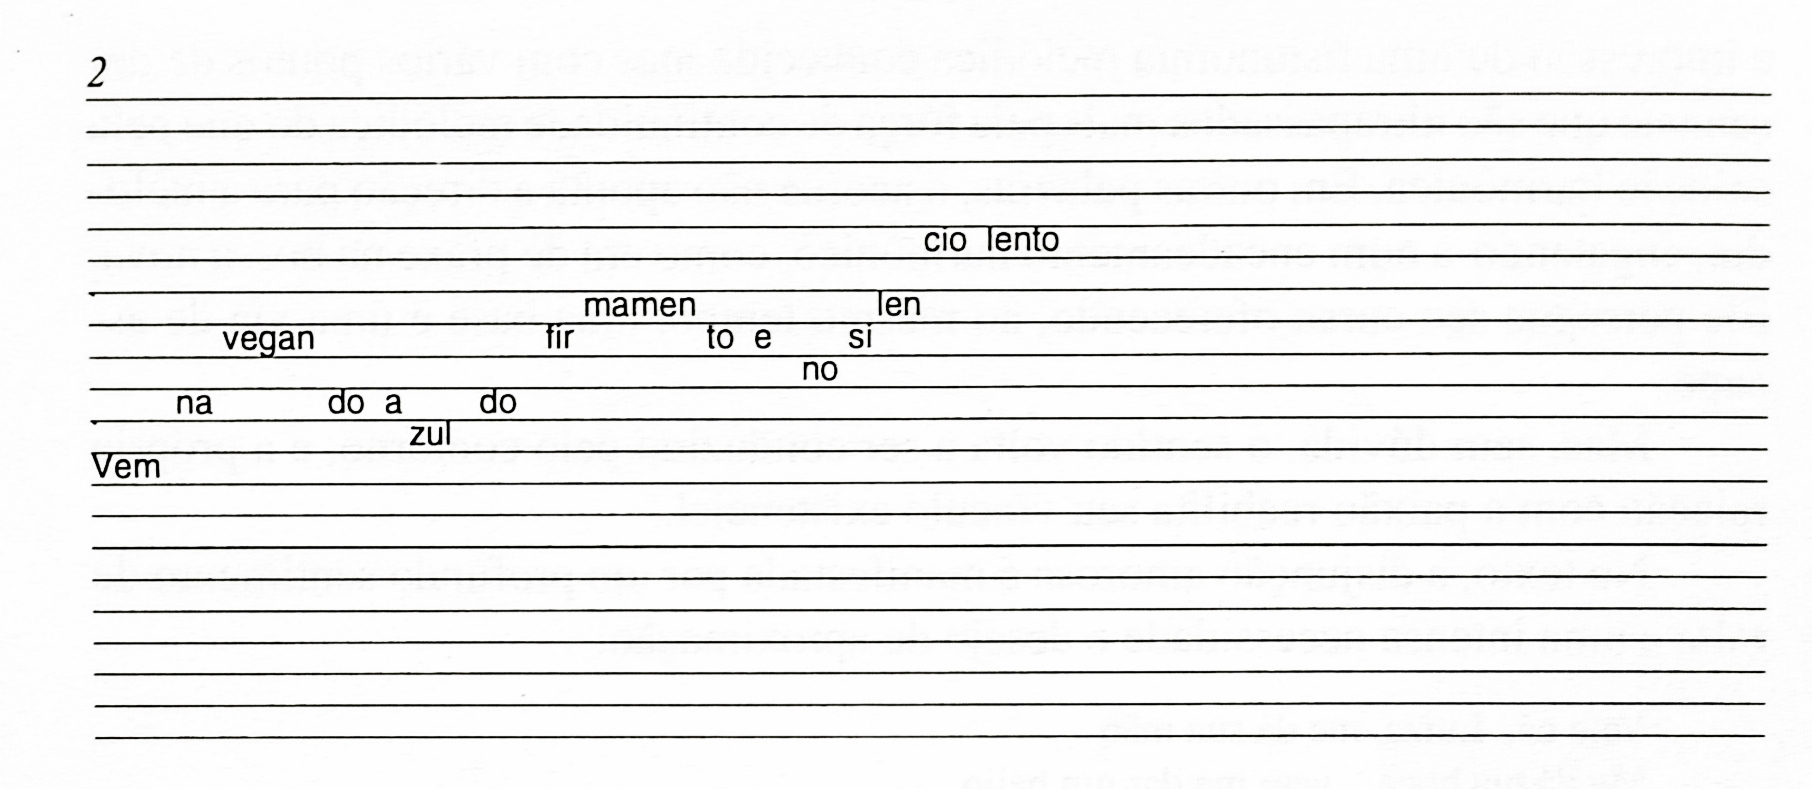 2
cio lento
mamen len
vegan fir to e si
no
na do a do
zul
Vem